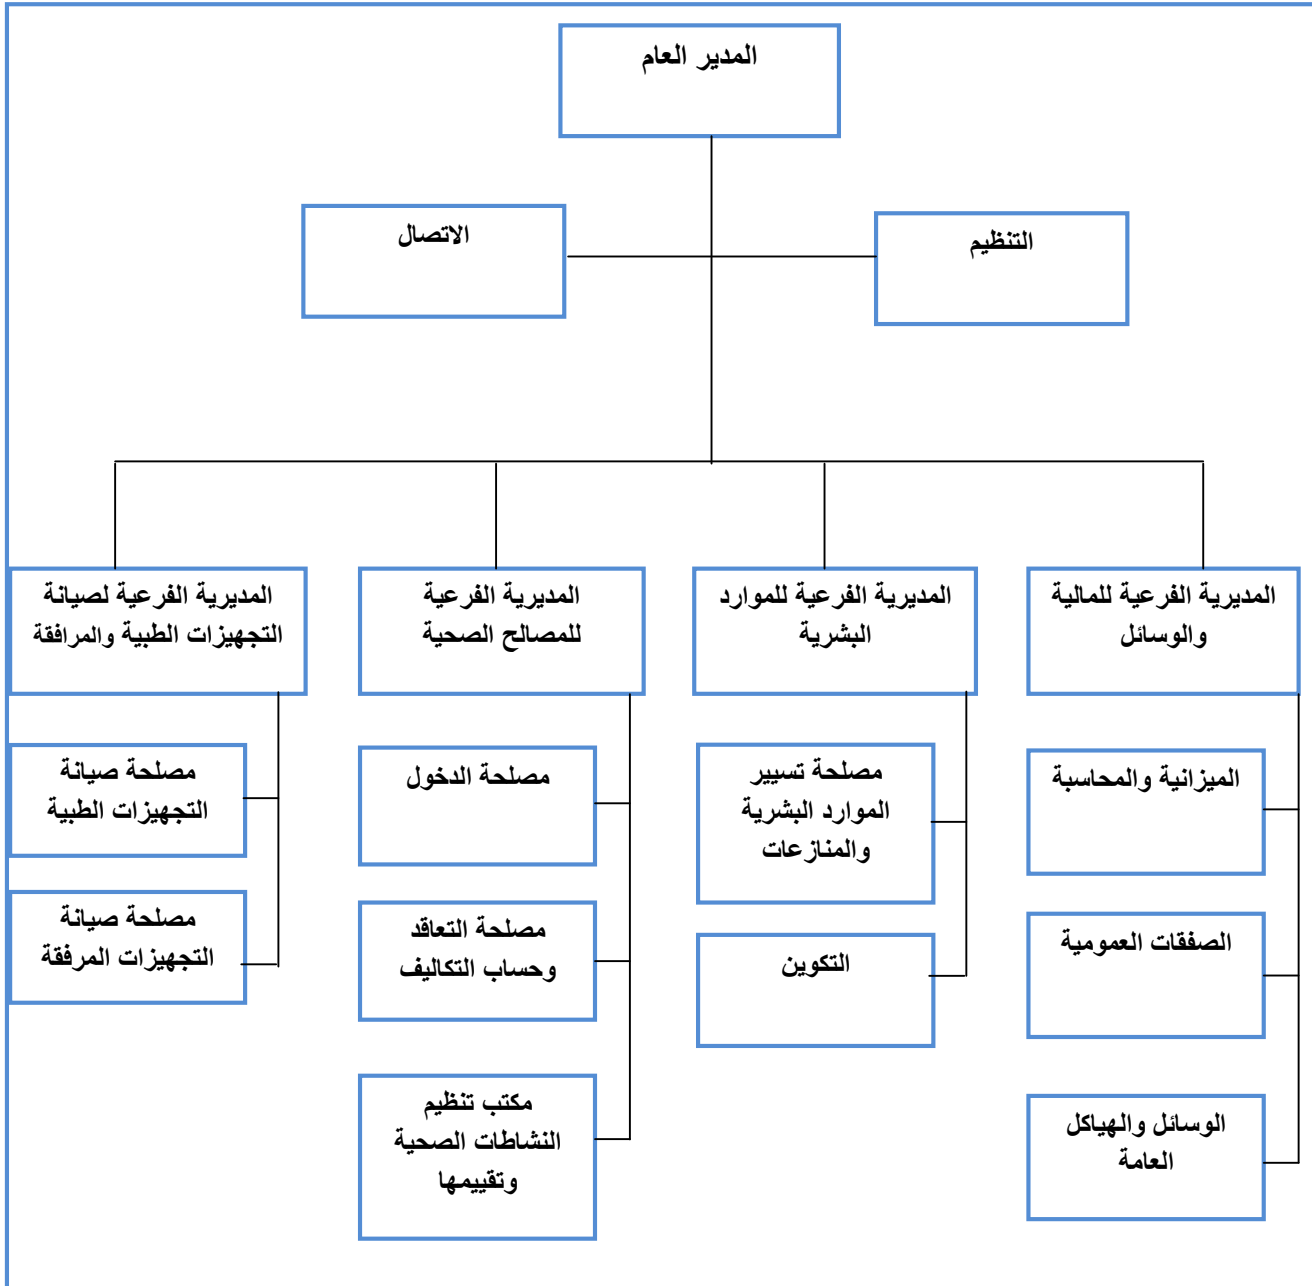 المدير العام
التنظيم
الاتصال
المديرية الفرعية للمالية
والوسائل
المديرية الفرعية للموارد
البشرية
المديرية الفرعية
للمصالح الصحية
المديرية الفرعية لصيانة
التجهيزات الطبية والمرافقة
الميزانية والمحاسبة
الصفقات العمومية
الوسائل والهياكل
العامة
مصلحة تسيير
الموارد البشرية
والمنازعات
التكوين
مصلحة الدخول
مصلحة التعاقد
وحساب التكاليف
مكتب تنظيم
النشاطات الصحية
وتقييمها
مصلحة صيانة
التجهيزات الطبية
مصلحة صيانة
التجهيزات المرفقة